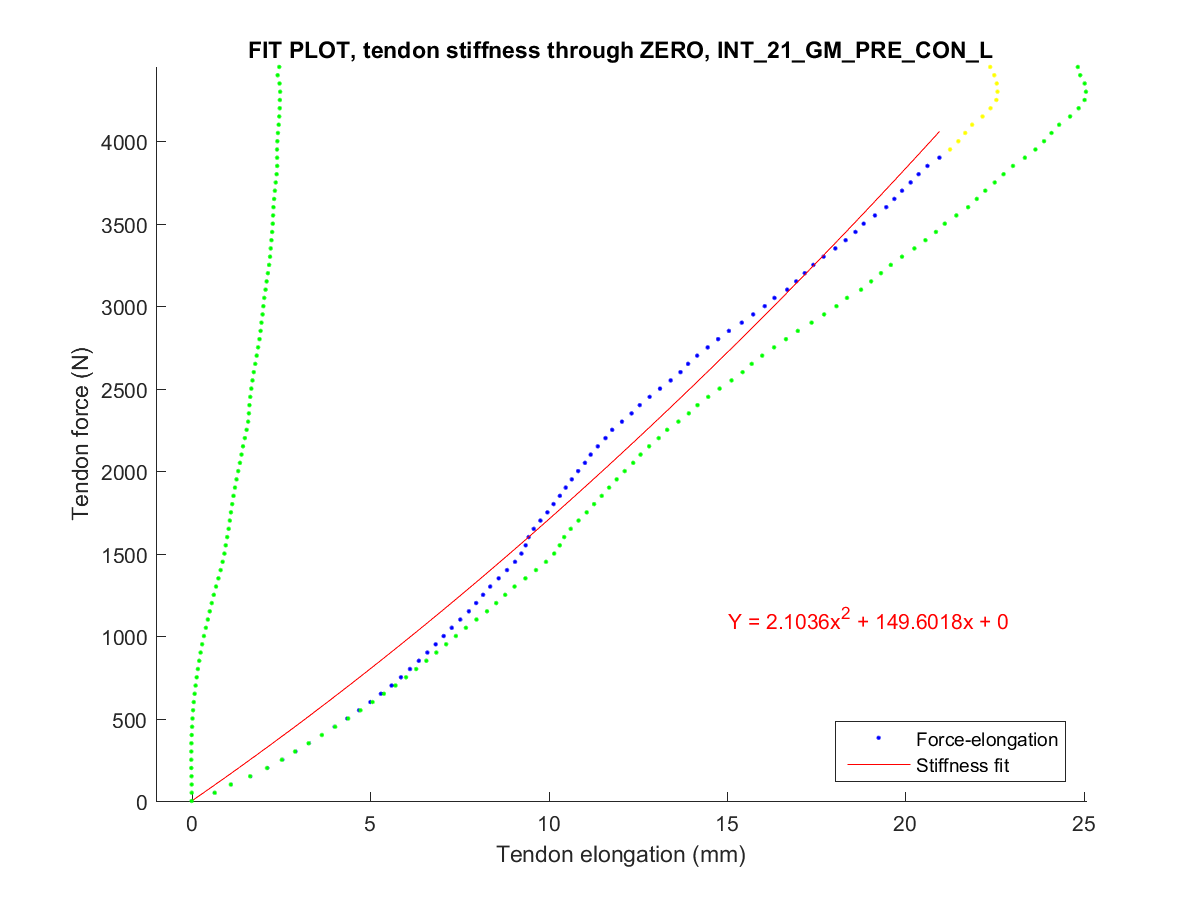 FIT PLOT, tendon stiffness through ZERO, INT_21_GM_PRE_CON_L
Tendon force (N)
4000
3500
3000
2500
2000
1500
1000
500
0
Y = 2.1036x² + 149.6018x + 0
Force-elongation
Stiffness fit
0 5 10 15 20 25
Tendon elongation (mm)